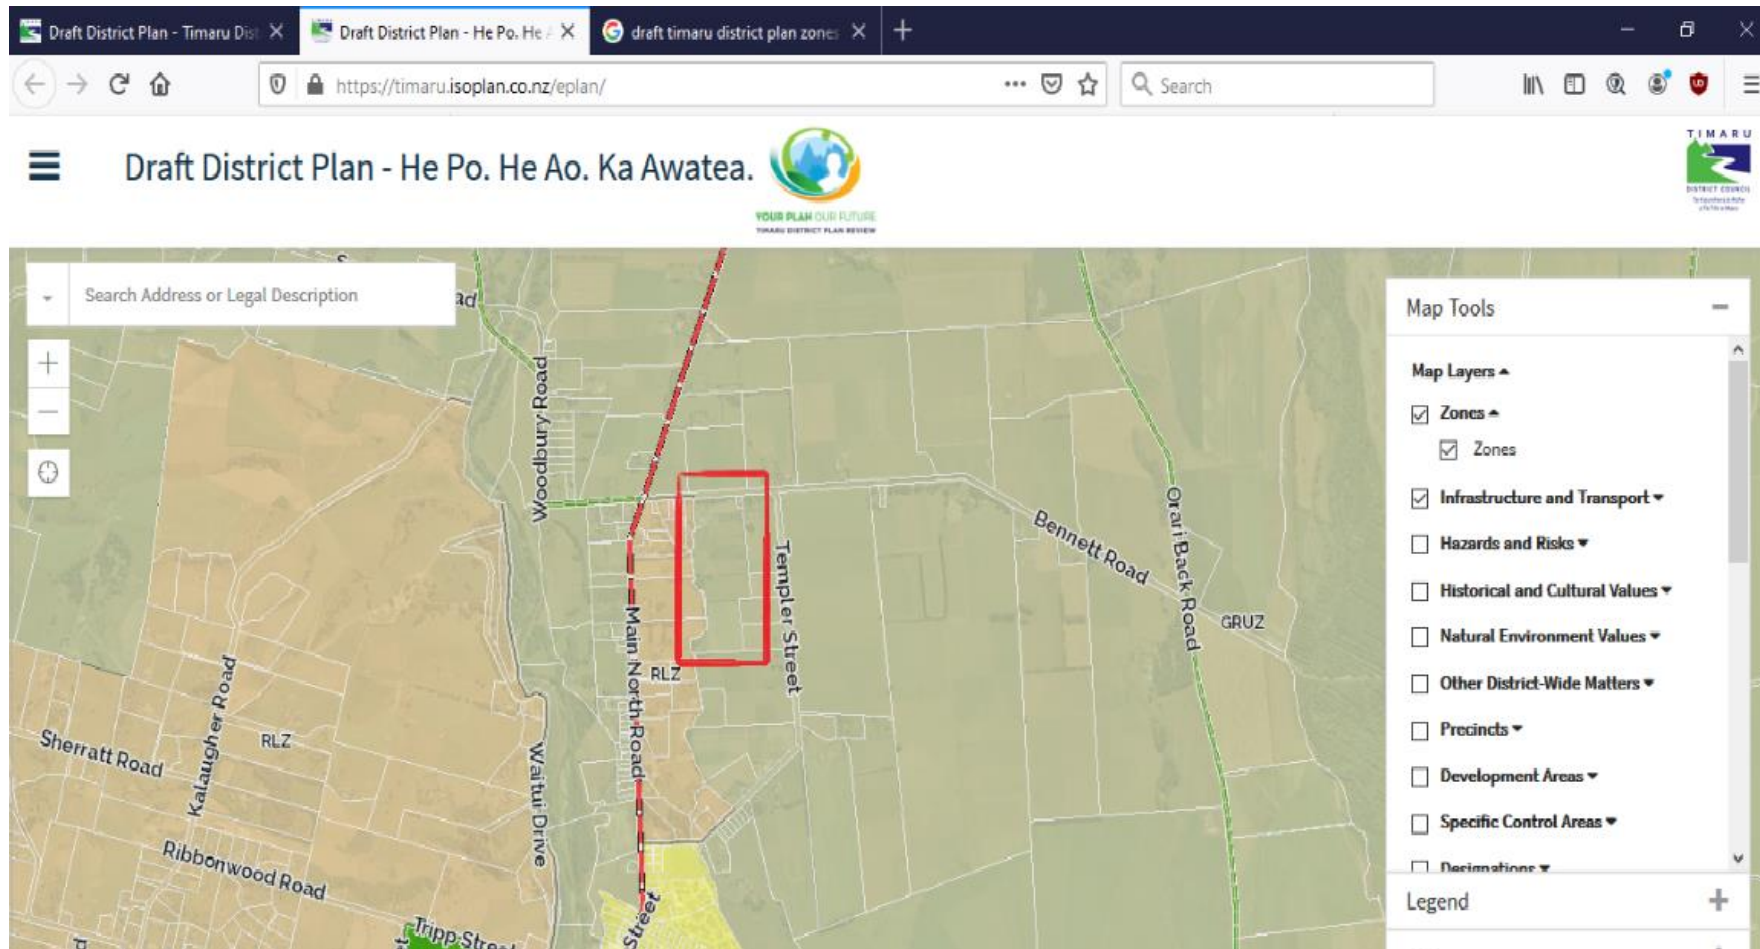 Draft District Plan - Timaru Dis
Draft District Plan - He Po. He A
draft timaru district plan zones
https://timaru.isoplan.co.nz/eplan/
Search
Draft District Plan - He Po. He Ao. Ka Awatea.
YOUR PLAN OUR FUTURE
TIMARU DISTRICT PLAN REVIEW
TIMARU
DISTRICT COUNCIL
Search Address or Legal Description
ad
Map Tools
Map Layers
Zones
Zones
Infrastructure and Transport
Hazards and Risks
Historical and Cultural Values
Natural Environment Values
Other District-Wide Matters
Precincts
Development Areas
Specific Control Areas
Designations
Legend
Woodbury Road
Bennett Road
Orari Back Road
GRUZ
Templer Street
Main North Road
RLZ
Kalaugher Road
RLZ
Sherratt Road
Waitui Drive
Ribbonwood Road
Tripp Street
Street